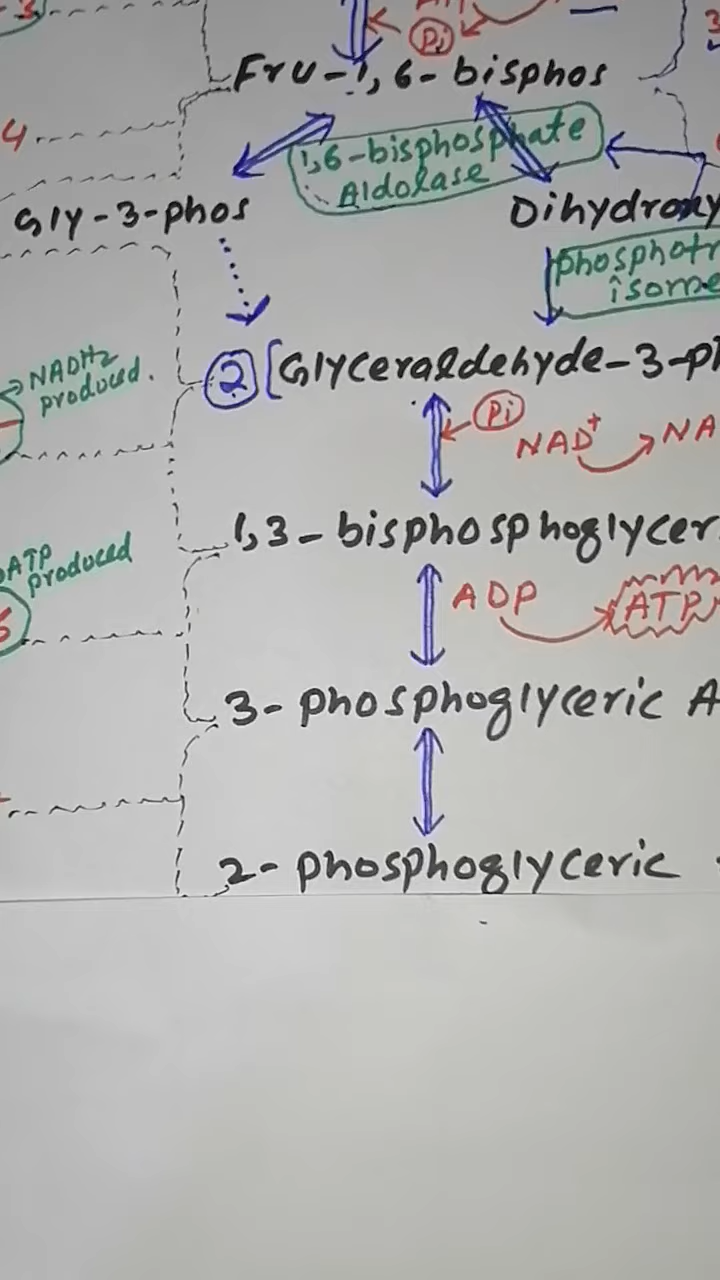 Pi
Fru-1,6-bisphos
4
1,6-bisphosphate
Aldolase
Gly-3-phos
Dihydroxy
phosphotr
isome
NADH2
produced.
2 [Glyceraldehyde-3-p
Pi
NAD+ NA
1,3-bisphosphoglycer
ATP
produced
ADP ATP
3-phosphoglyceric A
2-phosphoglyceric